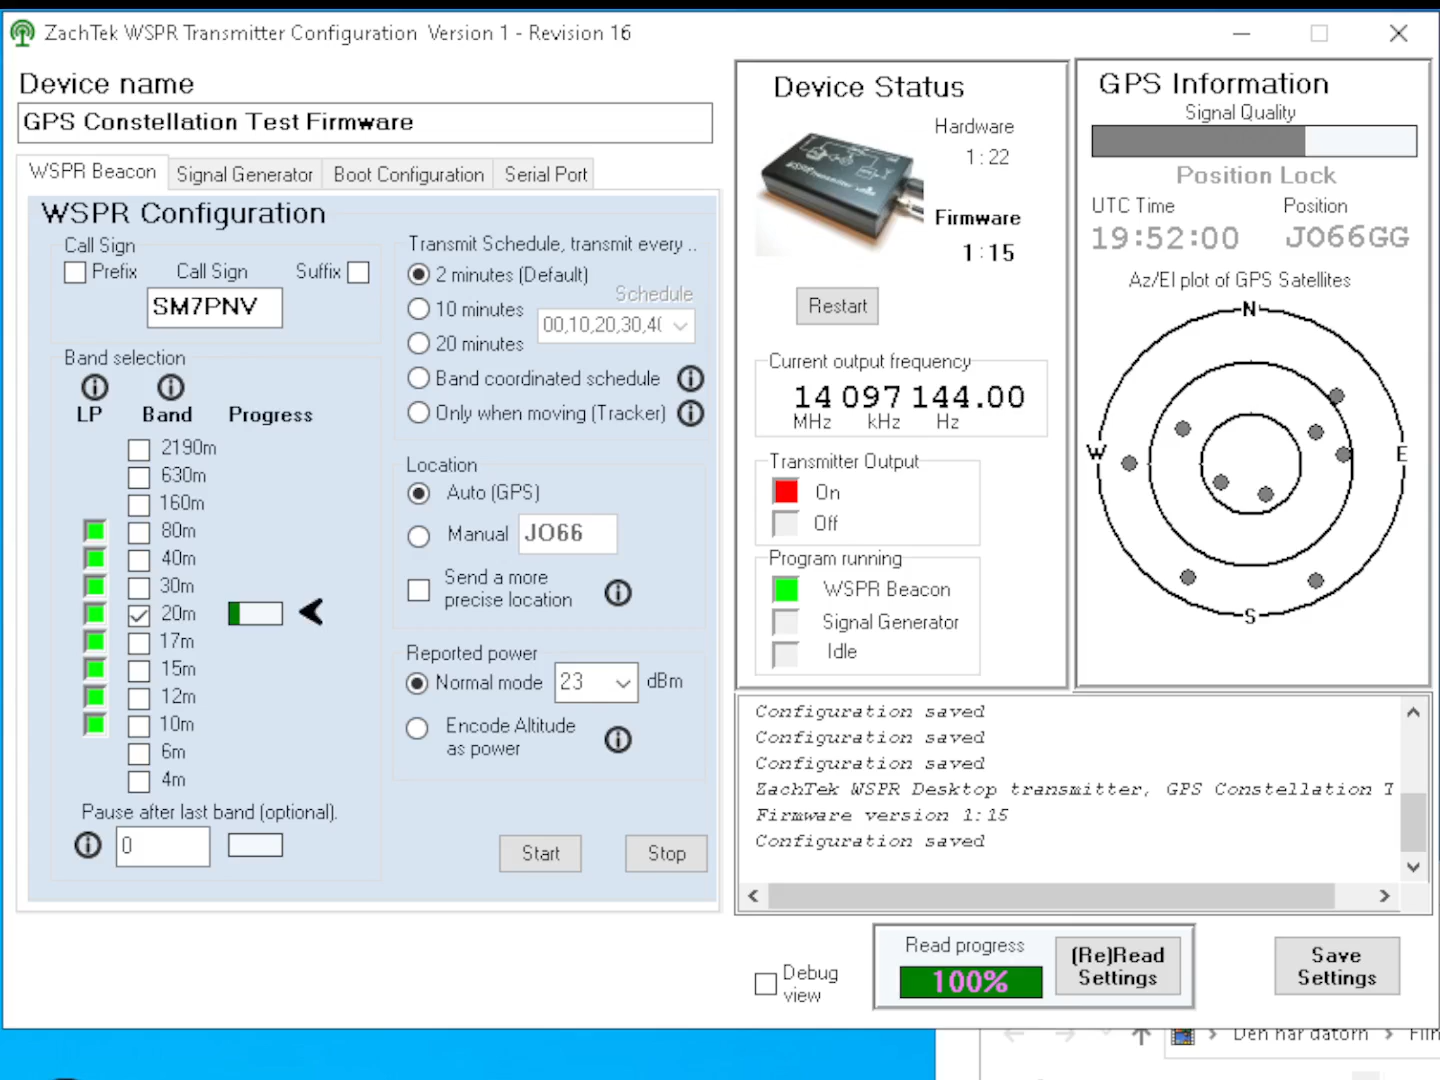 ZachTek WSPR Transmitter Configuration Version 1 - Revision 16
Device name
GPS Constellation Test Firmware
WSPR Beacon
Signal Generator
Boot Configuration
Serial Port
WSPR Configuration
Call Sign
Prefix
Call Sign
Suffix
SM7PNV
Band selection
LP
Band
Progress
2190m
630m
160m
80m
40m
30m
20m
17m
15m
12m
10m
6m
4m
Pause after last band (optional).
0
Transmit Schedule, transmit every ..
2 minutes (Default)
Schedule
10 minutes
00,10,20,30,4(
20 minutes
Band coordinated schedule
Only when moving (Tracker)
Location
Auto (GPS)
Manual
JO66
Send a more
precise location
Reported power
Normal mode
23
dBm
Encode Altitude
as power
Start
Stop
Device Status
Hardware
1:22
Firmware
1:15
Restart
Current output frequency
14 097 144.00
MHz kHz Hz
Transmitter Output
On
Off
Program running
WSPR Beacon
Signal Generator
Idle
GPS Information
Signal Quality
Position Lock
UTC Time
Position
19:52:00
JO66GG
Az/El plot of GPS Satellites
N
W
E
S
Configuration saved
Configuration saved
Configuration saved
ZachTek WSPR Desktop transmitter, GPS Constellation T
Firmware version 1:15
Configuration saved
Debug
view
Read progress
100%
(Re)Read
Settings
Save
Settings
Den här datorn